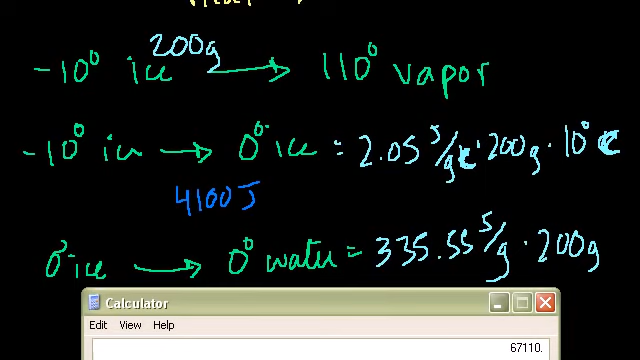 200g
-10° ice → 110° vapor
-10° ice → 0° ice = 2.05 J/g·200g·10° C
4100J
0° ice → 0° water = 335.55 J/g · 200g
Calculator
Edit View Help
67110.